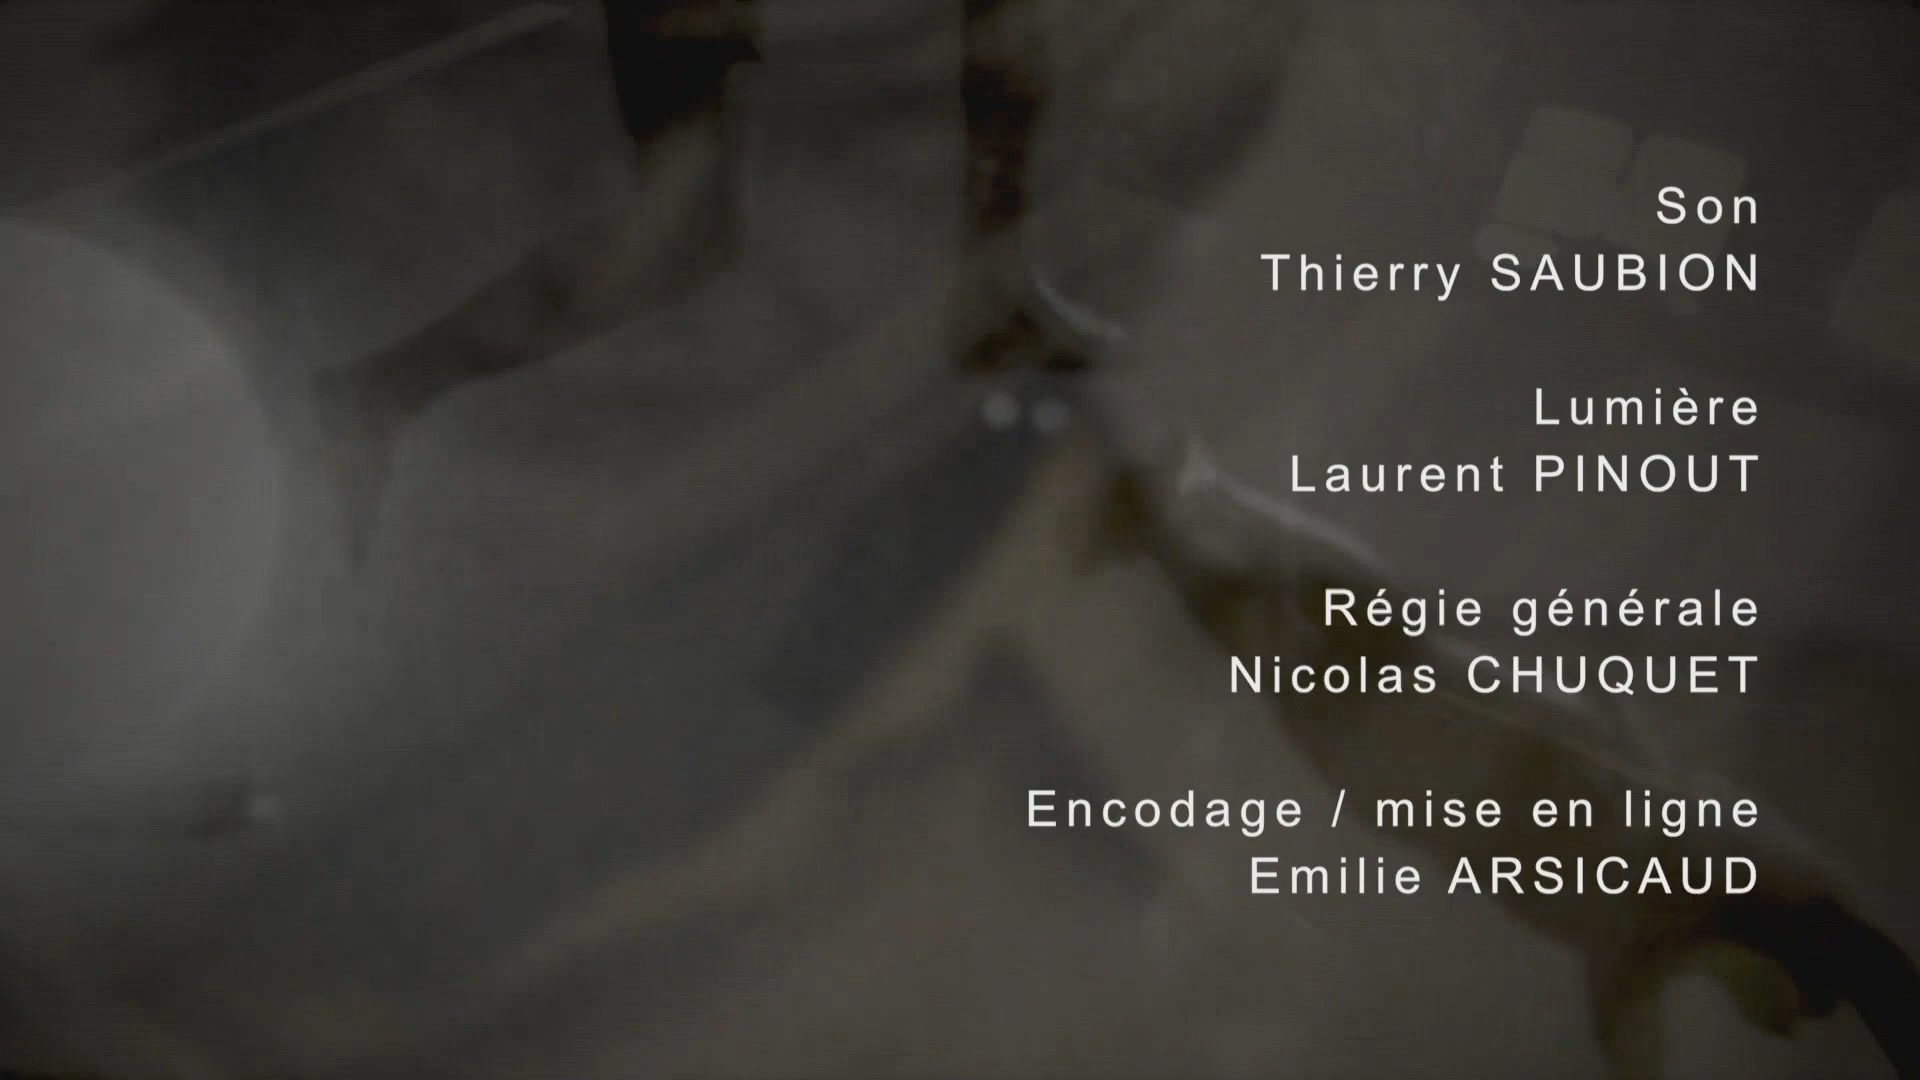 Son
Thierry SAUBION
Lumière
Laurent PINOUT
Régie générale
Nicolas CHUQUET
Encodage / mise en ligne
Emilie ARSICAUD